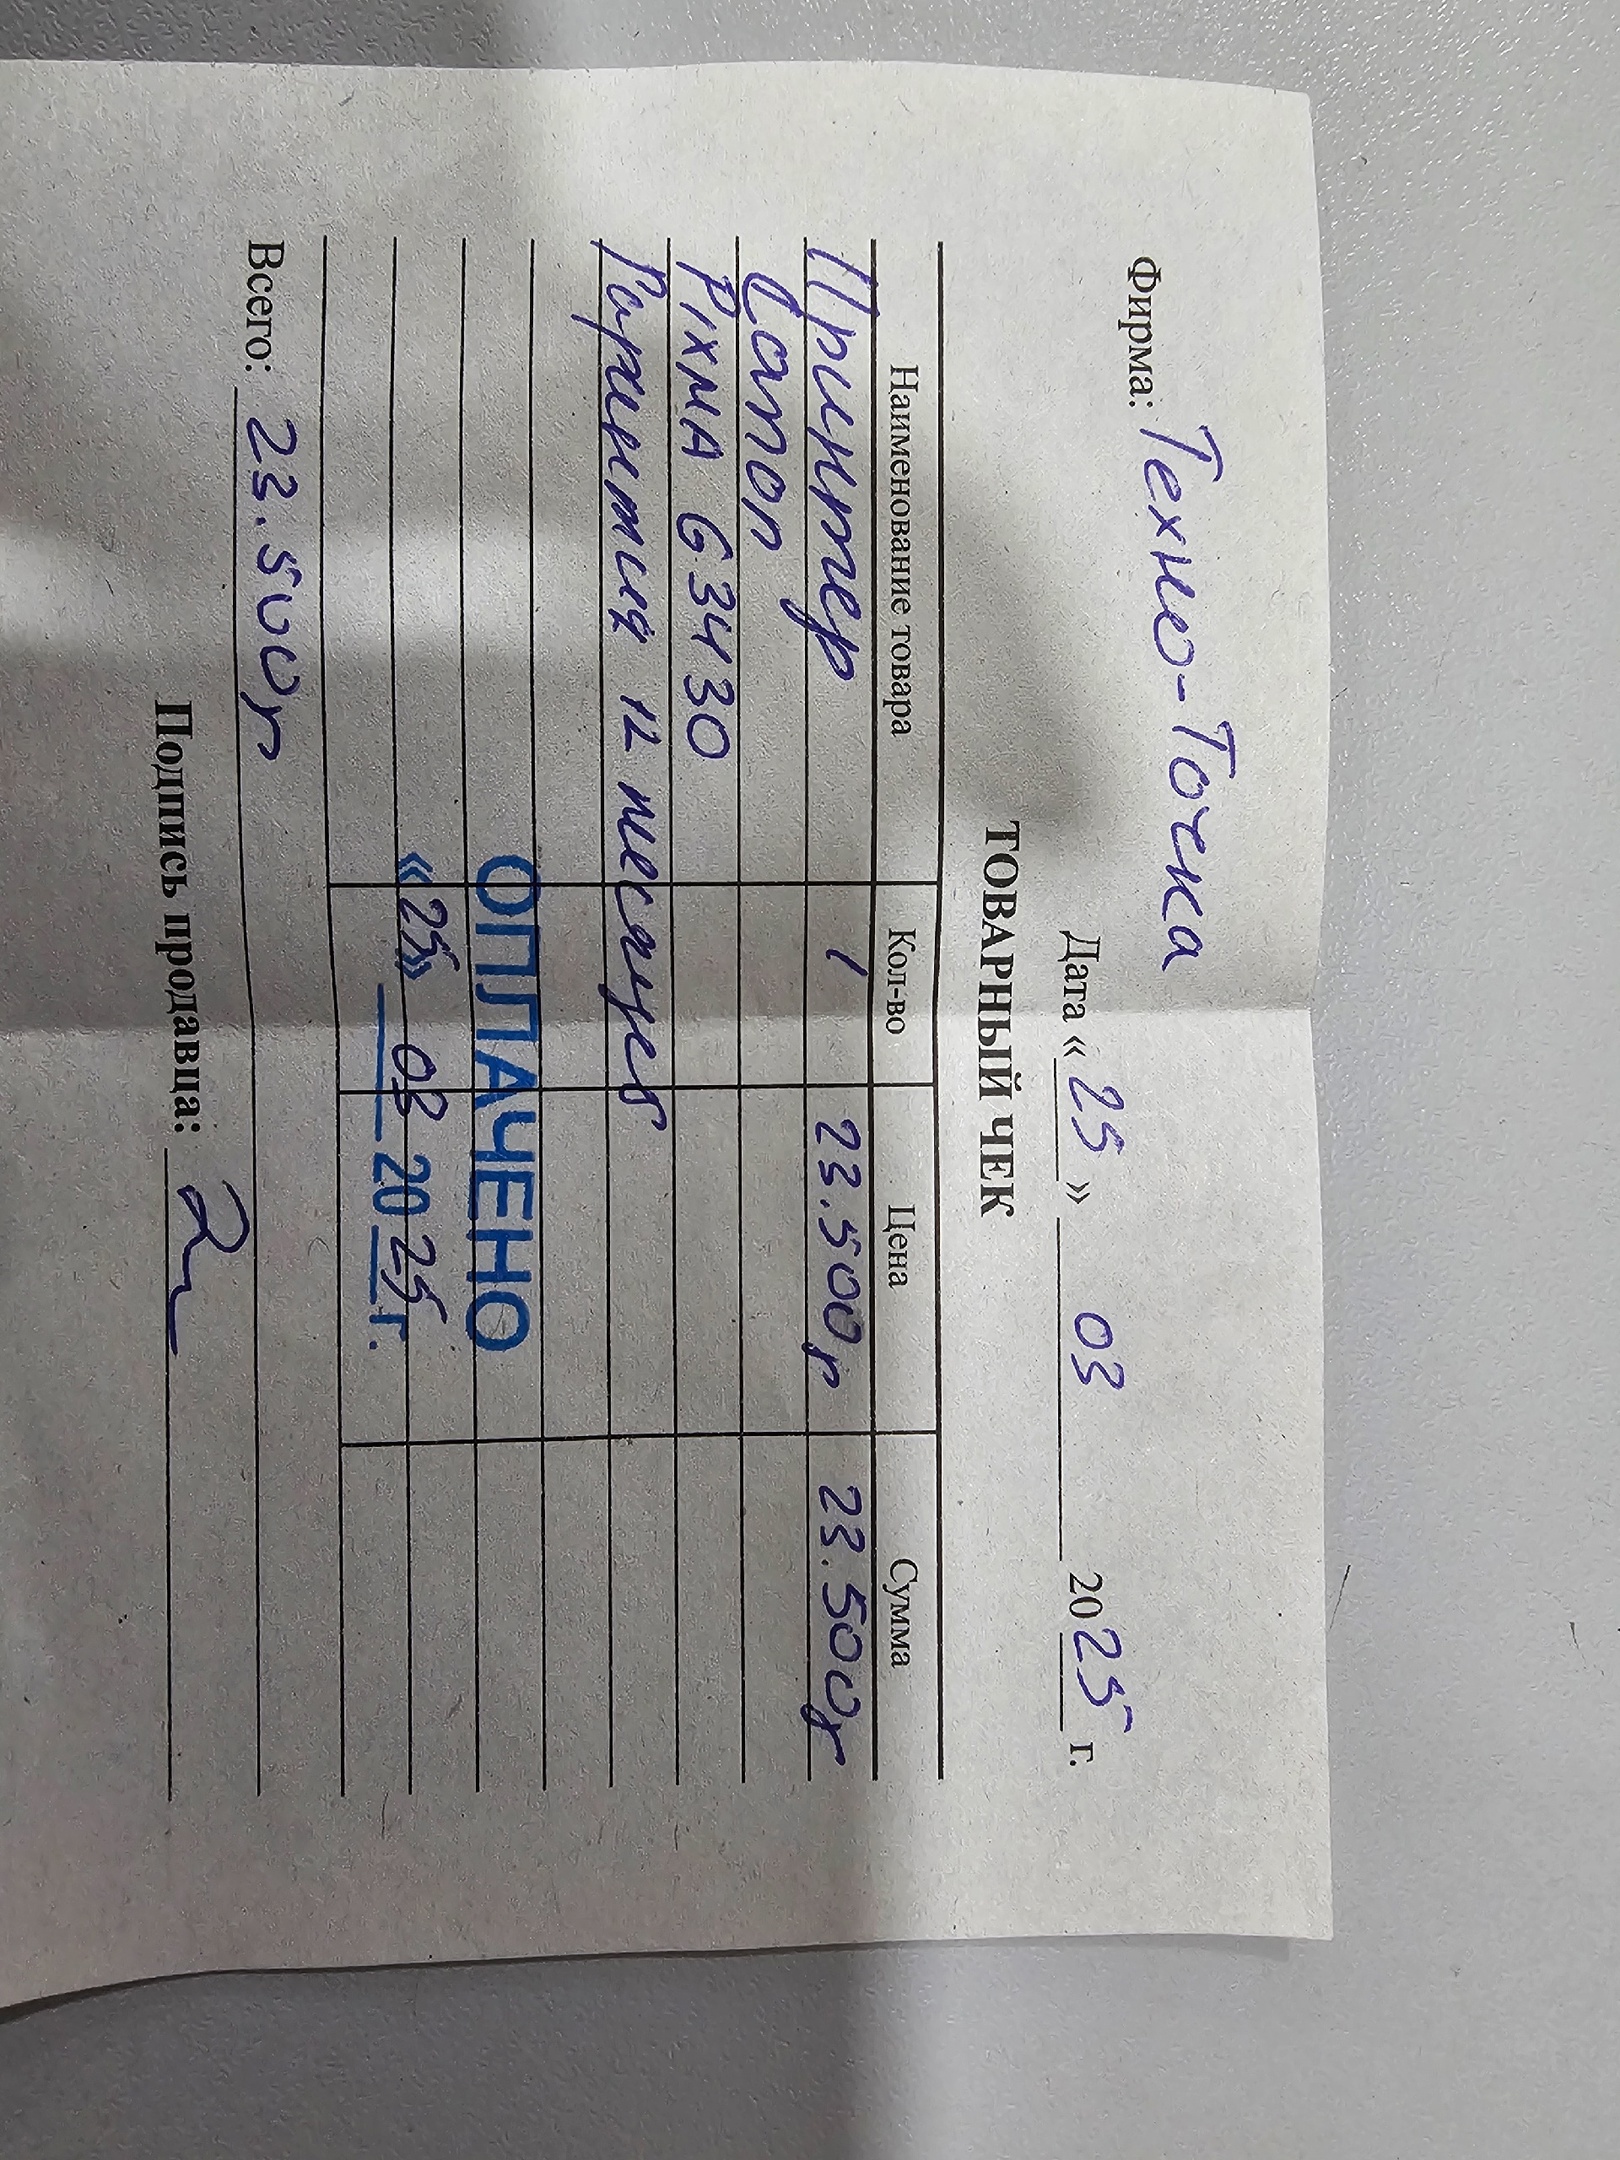 Фирма: Техно-Точка
Дата «25» 03 2025 г.
ТОВАРНЫЙ ЧЕК
Наименование товара Кол-во Цена Сумма
Принтер 1 23.500р 23.500р
Canon
PIXMA G3430
Гарантия 12 месяцев
ОПЛАЧЕНО
«25» 03 2025 г.
Всего: 23.500р
Подпись продавца: